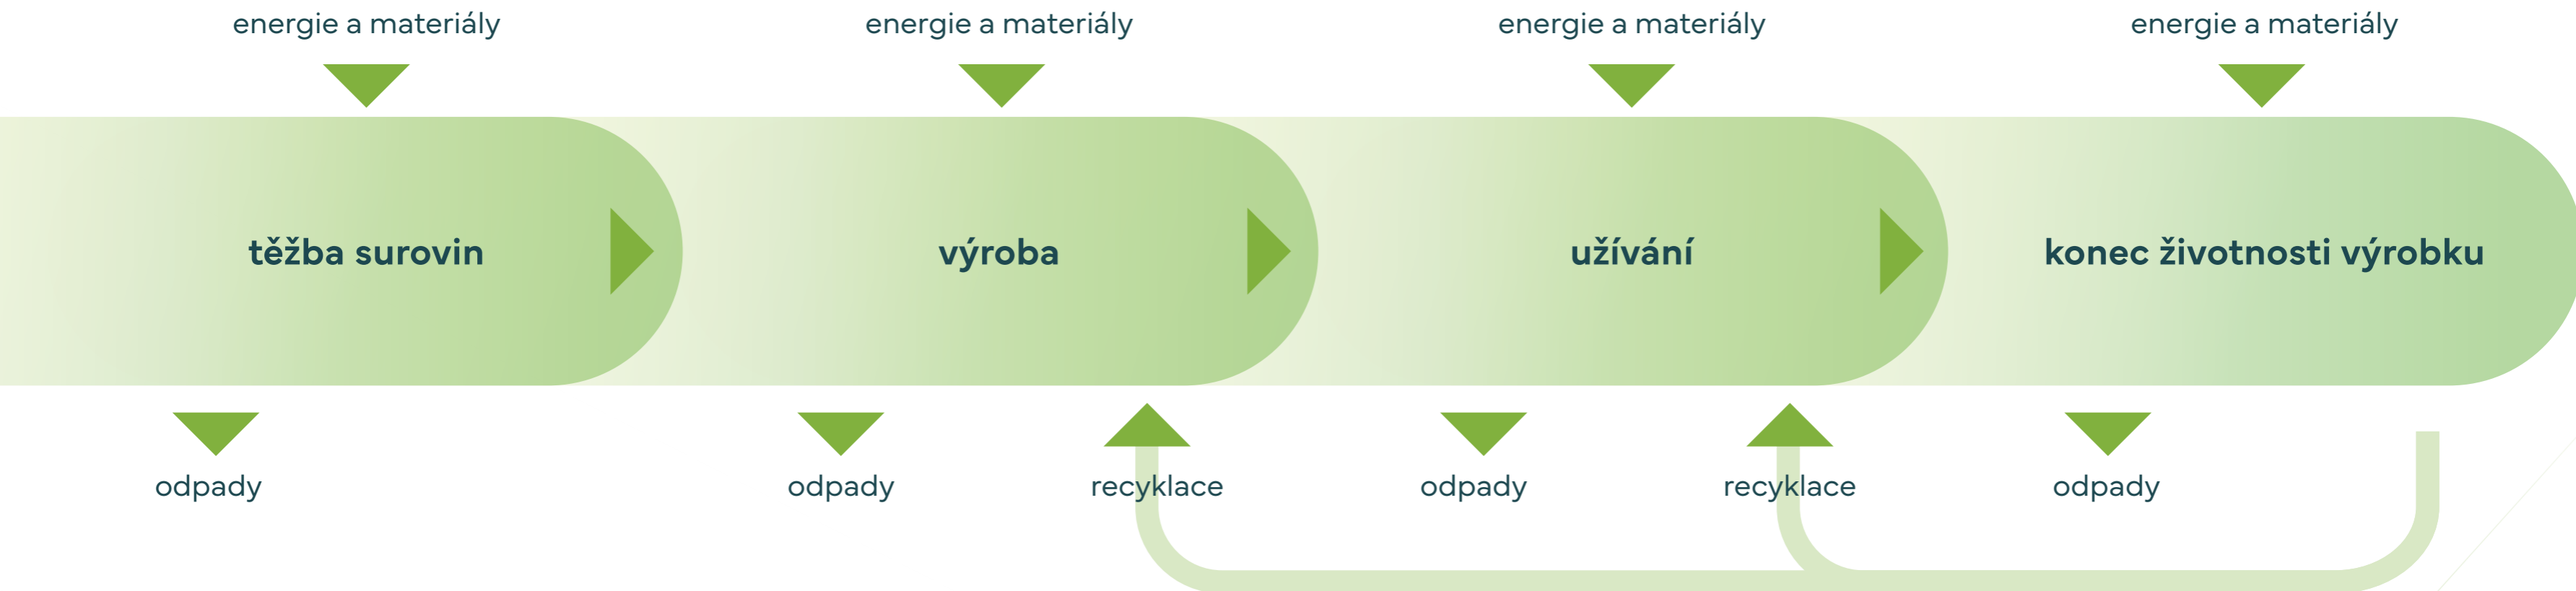 energie a materiály
energie a materiály
energie a materiály
energie a materiály
těžba surovin
výroba
užívání
konec životnosti výrobku
odpady
odpady
recyklace
odpady
recyklace
odpady